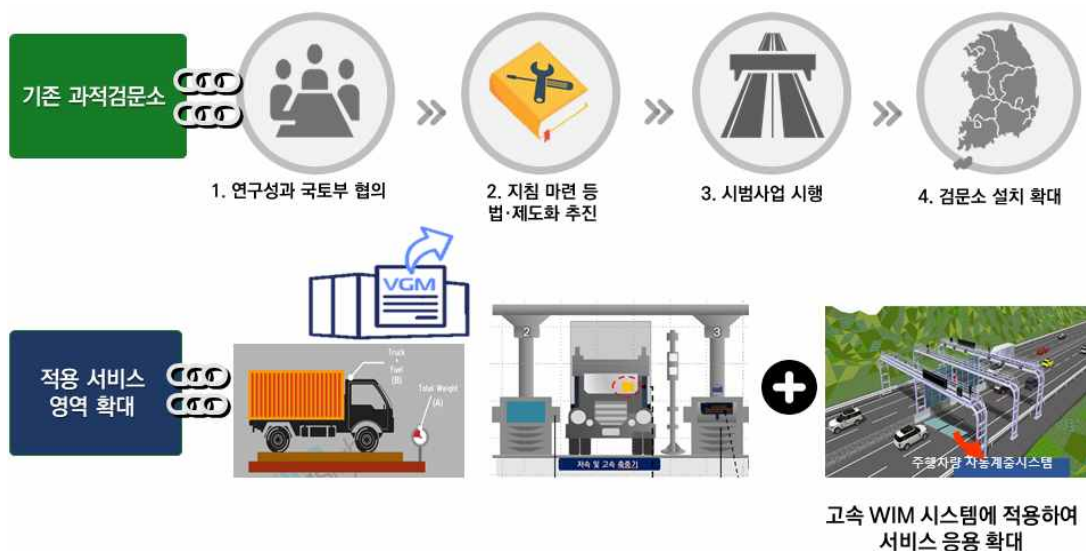 기존 과적검문소
1. 연구성과 국토부 협의
2. 지침 마련 등
법·제도화 추진
3. 시범사업 시행
4. 검문소 설치 확대
적용 서비스
영역 확대
VGM
Truck
+
Fuel
(B)
Total Weight
(A)
2
3
저속 및 고속 축중기
주행차량 자동계중시스템
고속 WIM 시스템에 적용하여
서비스 응용 확대